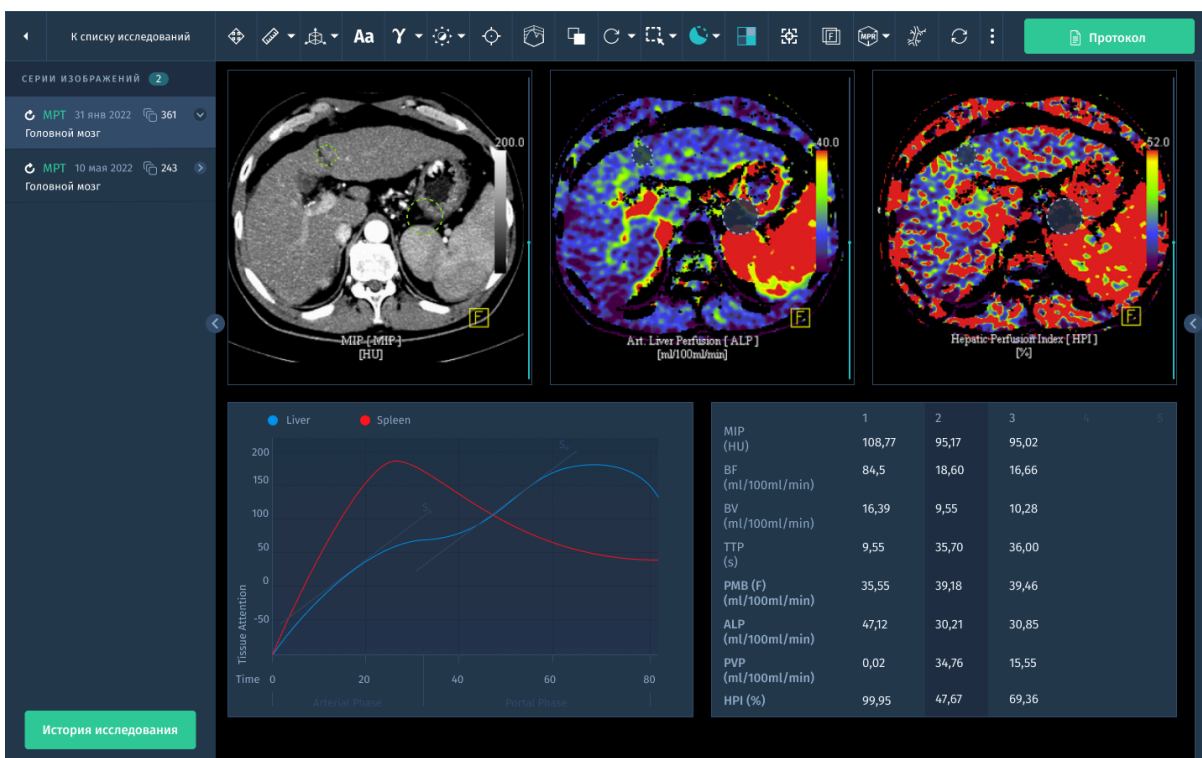 К списку исследований
Aa
γ
F
MPR
Протокол
СЕРИИ ИЗОБРАЖЕНИЙ 2
МРТ 31 янв 2022 361
Головной мозг
МРТ 10 мая 2022 243
Головной мозг
200.0
F
MIP [ MIP ]
[HU]
40.0
F
Art. Liver Perfusion [ ALP ]
[ml/100ml/min]
52.0
F
Hepatic Perfusion Index [ HPI ]
[%]
Liver
Spleen
200
150
100
50
0
-50
Tissue Attention
Time 0 20 40 60 80
Arterial Phase
Portal Phase
1 2 3 4 5
MIP
(HU)
108,77 95,17 95,02
BF
(ml/100ml/min)
84,5 18,60 16,66
BV
(ml/100ml/min)
16,39 9,55 10,28
TTP
(s)
9,55 35,70 36,00
PMB (F)
(ml/100ml/min)
35,55 39,18 39,46
ALP
(ml/100ml/min)
47,12 30,21 30,85
PVP
(ml/100ml/min)
0,02 34,76 15,55
HPI (%) 99,95 47,67 69,36
История исследования